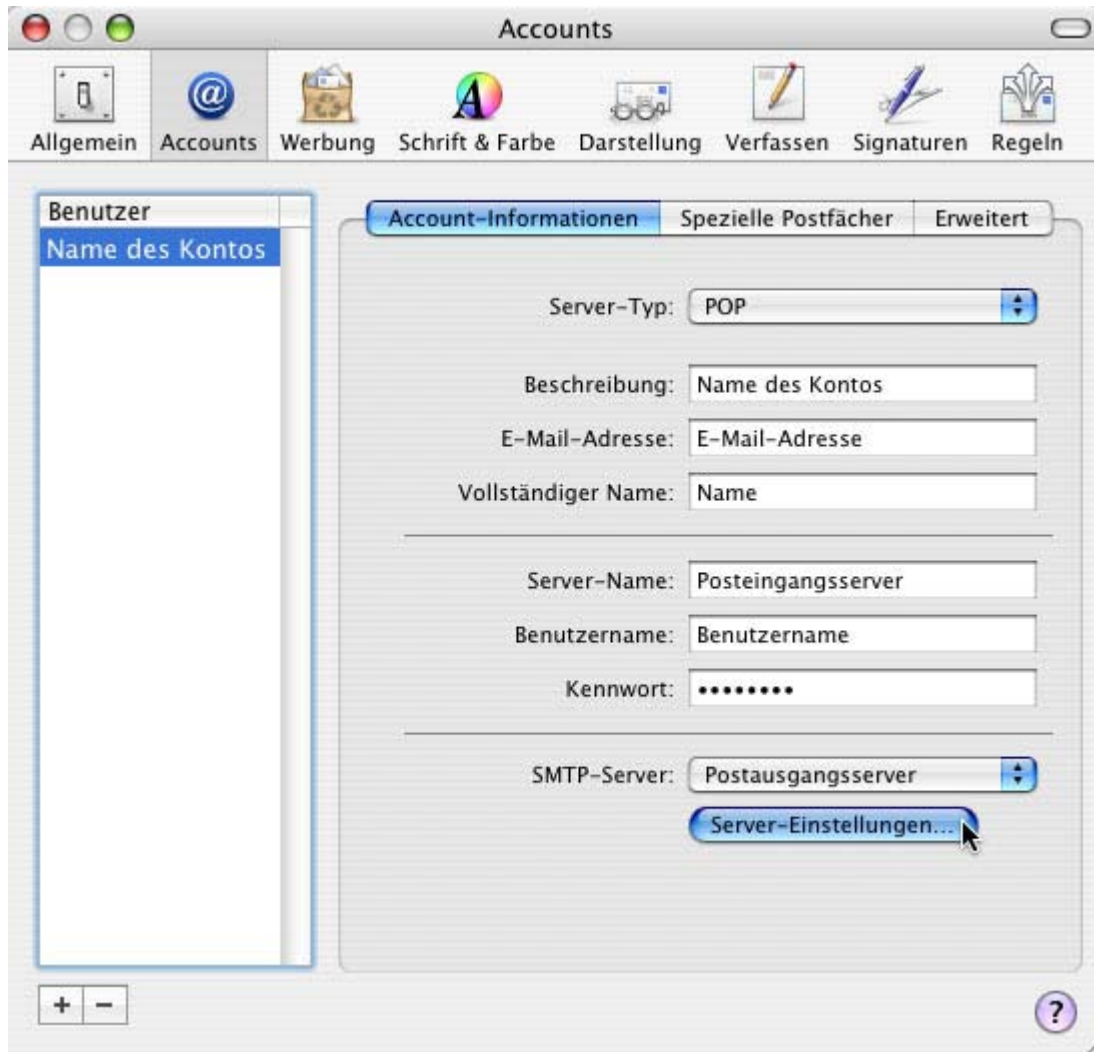 Accounts
Allgemein Accounts Werbung Schrift & Farbe Darstellung Verfassen Signaturen Regeln
Benutzer
Name des Kontos
Account-Informationen Spezielle Postfächer Erweitert
Server-Typ: POP
Beschreibung: Name des Kontos
E-Mail-Adresse: E-Mail-Adresse
Vollständiger Name: Name
Server-Name: Posteingangsserver
Benutzername: Benutzername
Kennwort: ••••••••
SMTP-Server: Postausgangsserver
Server-Einstellungen...
+ −
?